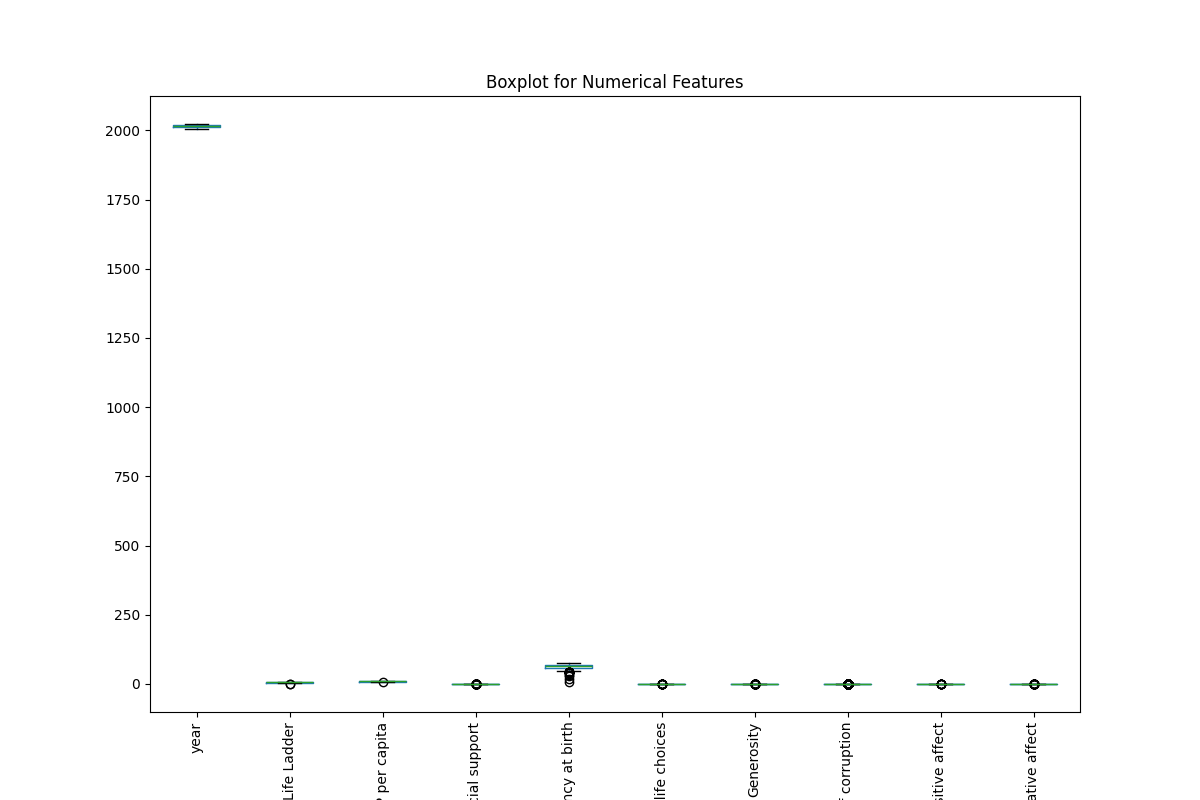 Boxplot for Numerical Features
2000
1750
1500
1250
1000
750
500
250
0
year
Life Ladder
per capita
cial support
ncy at birth
life choices
Generosity
corruption
sitive affect
ative affect